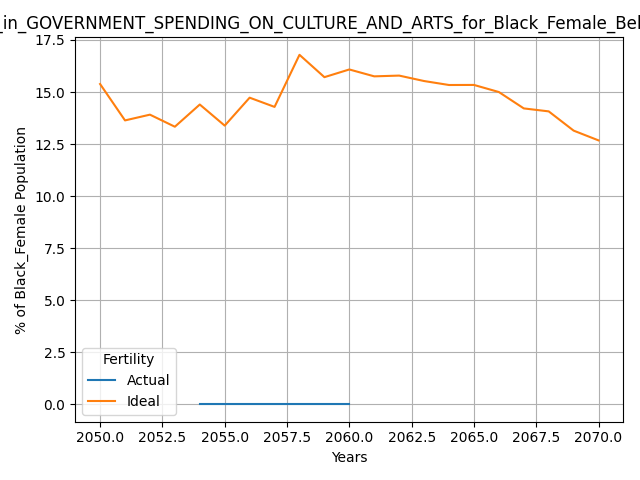 _in_GOVERNMENT_SPENDING_ON_CULTURE_AND_ARTS_for_Black_Female_Bel
17.5
15.0
12.5
10.0
7.5
5.0
2.5
0.0
% of Black_Female Population
Fertility
Actual
Ideal
2050.0 2052.5 2055.0 2057.5 2060.0 2062.5 2065.0 2067.5 2070.0
Years